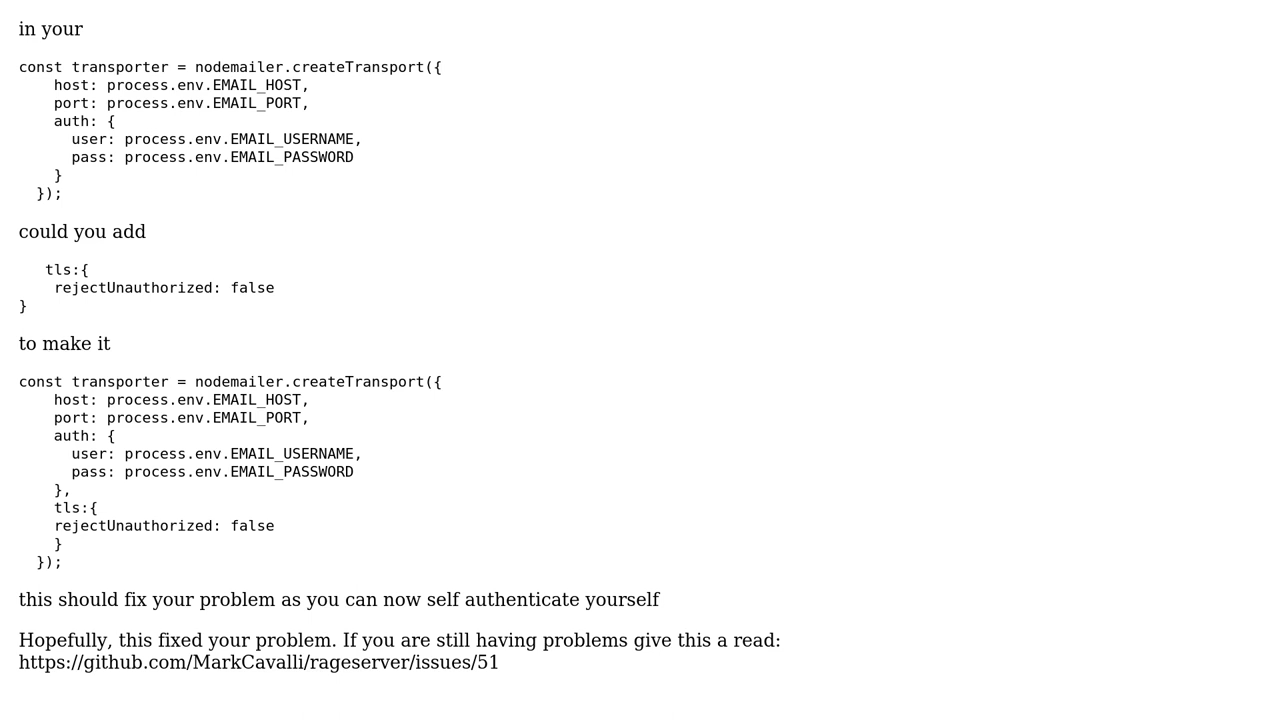 in your
const transporter = nodemailer.createTransport({
    host: process.env.EMAIL_HOST,
    port: process.env.EMAIL_PORT,
    auth: {
      user: process.env.EMAIL_USERNAME,
      pass: process.env.EMAIL_PASSWORD
    }
  });
could you add
   tls:{
    rejectUnauthorized: false
}
to make it
const transporter = nodemailer.createTransport({
    host: process.env.EMAIL_HOST,
    port: process.env.EMAIL_PORT,
    auth: {
      user: process.env.EMAIL_USERNAME,
      pass: process.env.EMAIL_PASSWORD
    },
    tls:{
    rejectUnauthorized: false
    }
  });
this should fix your problem as you can now self authenticate yourself
Hopefully, this fixed your problem. If you are still having problems give this a read:
https://github.com/MarkCavalli/rageserver/issues/51